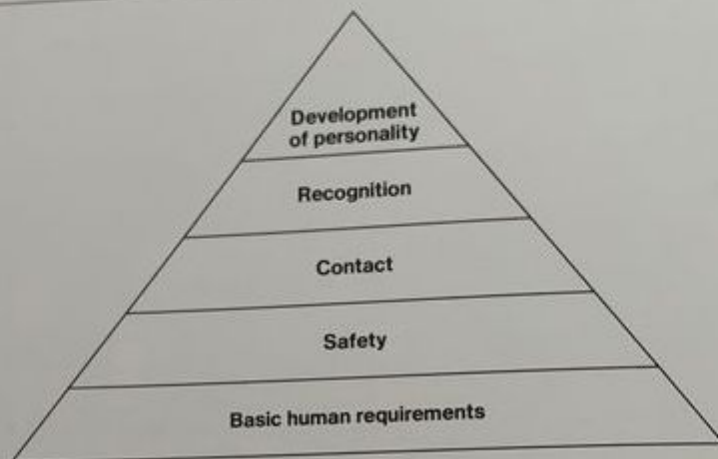 Development
of personality
Recognition
Contact
Safety
Basic human requirements